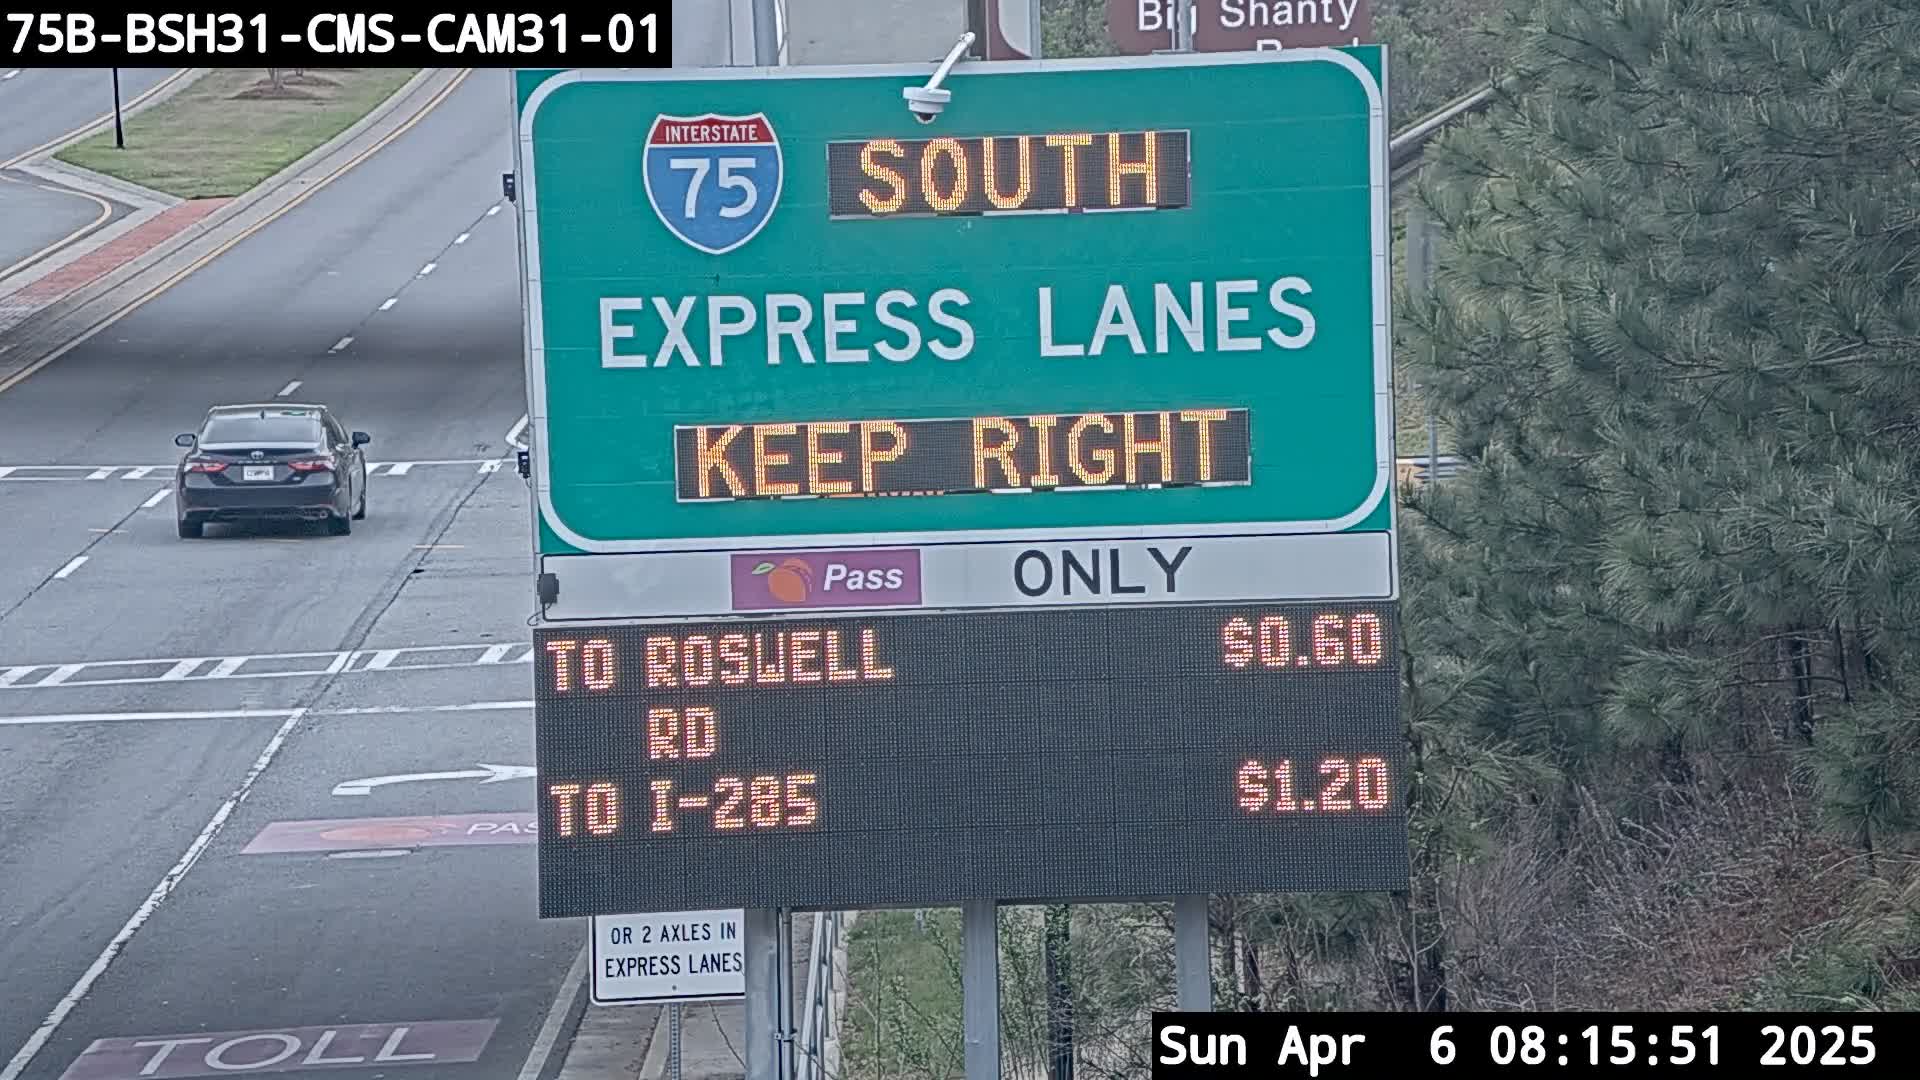 75B-BSH31-CMS-CAM31-01
Big Shanty
INTERSTATE
75
SOUTH
EXPRESS LANES
KEEP RIGHT
Pass
ONLY
TO ROSWELL $0.60
RD
TO I-285 $1.20
OR 2 AXLES IN
EXPRESS LANES
TOLL
Sun Apr 6 08:15:51 2025